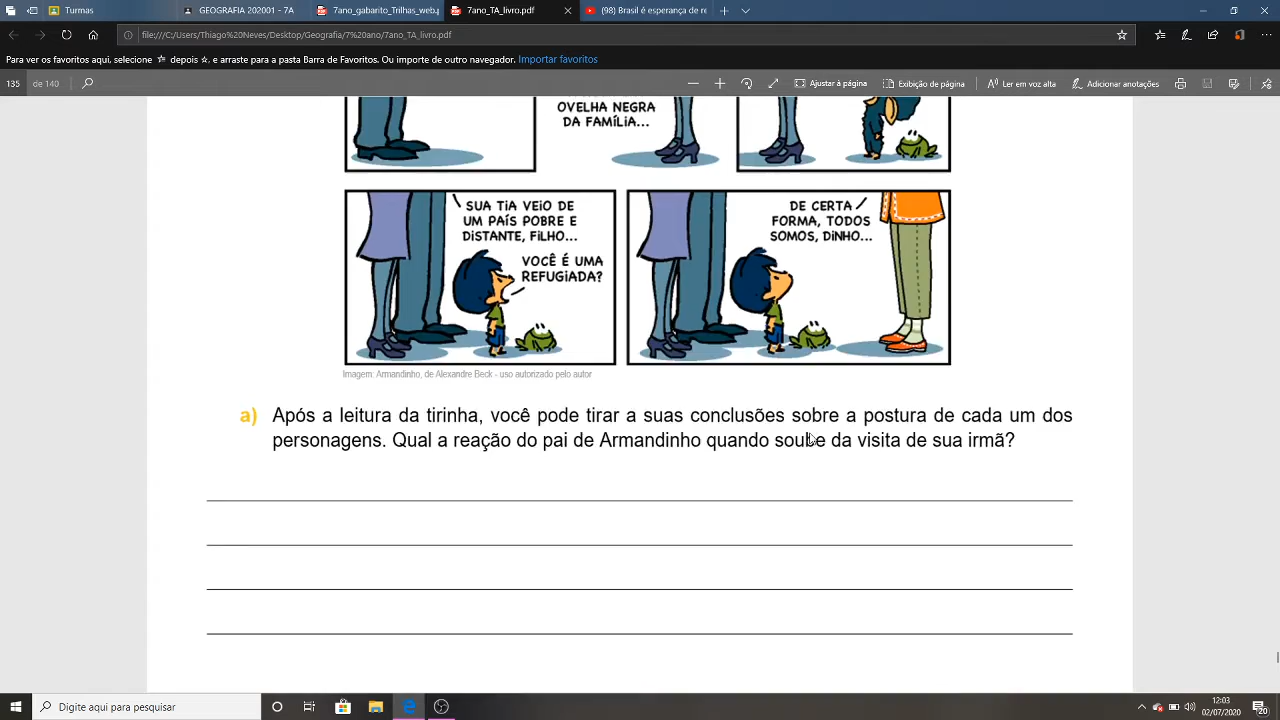 Turmas
GEOGRAFIA 202001 - 7A
7ano_gabarito_Trilhas_web.p
7ano_TA_livro.pdf
(98) Brasil é esperança de re
file:///C:/Users/Thiago%20Neves/Desktop/Geografia/7%20ano/7ano_TA_livro.pdf
Para ver os favoritos aqui, selecione ☆ depois ☆, e arraste para a pasta Barra de Favoritos. Ou importe de outro navegador. Importar favoritos
135 de 140
Ajustar à página
Exibição de página
Ler em voz alta
Adicionar anotações
OVELHA NEGRA
DA FAMÍLIA...
SUA TIA VEIO DE
UM PAÍS POBRE E
DISTANTE, FILHO...
VOCÊ É UMA
REFUGIADA?
DE CERTA
FORMA, TODOS
SOMOS, DINHO...
Imagem: Armandinho, de Alexandre Beck - uso autorizado pelo autor
a) Após a leitura da tirinha, você pode tirar a suas conclusões sobre a postura de cada um dos
personagens. Qual a reação do pai de Armandinho quando soube da visita de sua irmã?
Digite aqui para pesquisar
12:03
02/07/2020